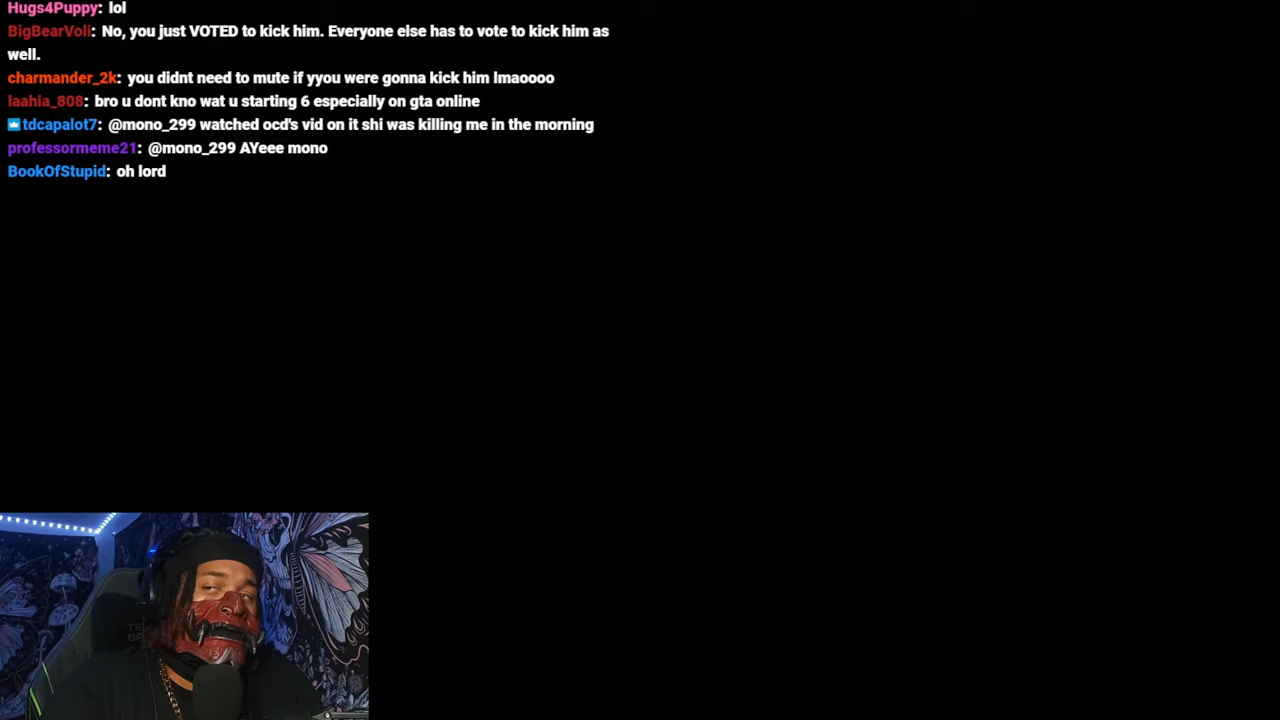 Hugs4Puppy: lol
BigBearVoli: No, you just VOTED to kick him. Everyone else has to vote to kick him as
well.
charmander_2k: you didnt need to mute if yyou were gonna kick him lmaoooo
laahia_808: bro u dont kno wat u starting 6 especially on gta online
tdcapalot7: @mono_299 watched ocd's vid on it shi was killing me in the morning
professormeme21: @mono_299 AYeee mono
BookOfStupid: oh lord